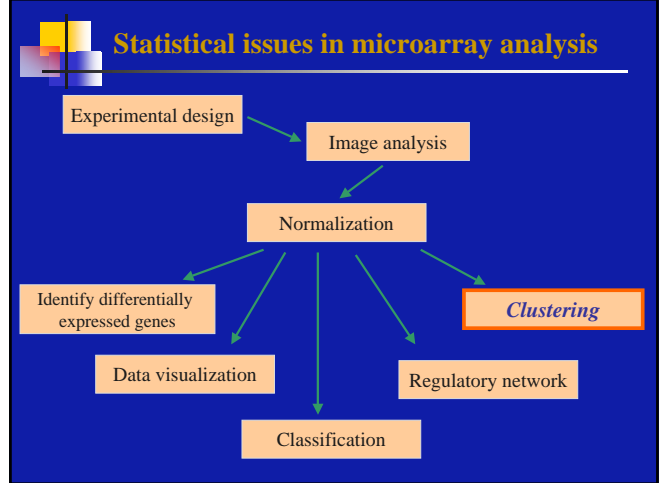 Statistical issues in microarray analysis
Experimental design
Image analysis
Normalization
Identify differentially
expressed genes
Clustering
Data visualization
Regulatory network
Classification